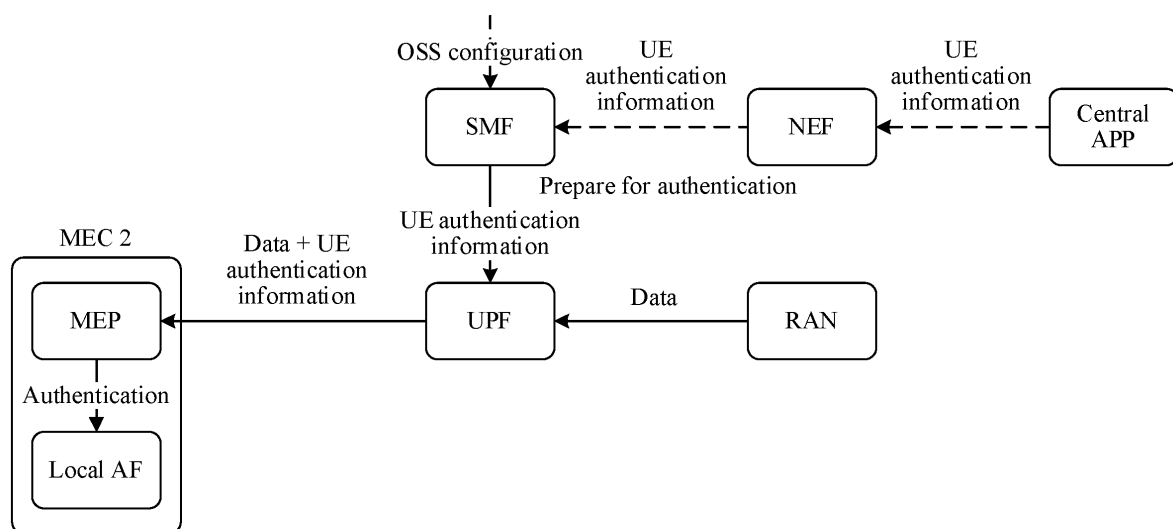 OSS configuration
UE
authentication
information
UE
authentication
information
SMF
NEF
Central
APP
Prepare for authentication
UE authentication
information
MEC 2
Data + UE
authentication
information
MEP
UPF
Data
RAN
Authentication
Local AF